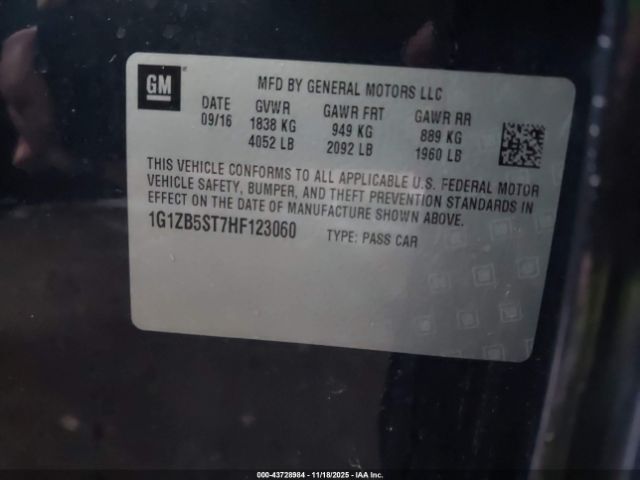 GM
MFD BY GENERAL MOTORS LLC
DATE GVWR GAWR FRT GAWR RR
09/16 1838 KG 949 KG 889 KG
4052 LB 2092 LB 1960 LB
THIS VEHICLE CONFORMS TO ALL APPLICABLE U.S. FEDERAL MOTOR
VEHICLE SAFETY, BUMPER, AND THEFT PREVENTION STANDARDS IN
EFFECT ON THE DATE OF MANUFACTURE SHOWN ABOVE.
1G1ZB5ST7HF123060 TYPE: PASS CAR
000-43728984 - 11/18/2025 - IAA Inc.